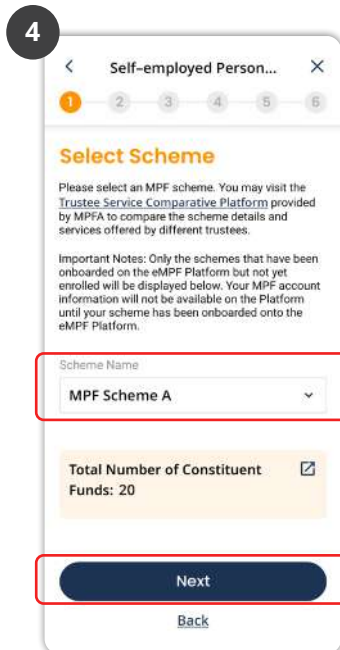 4
Self-employed Person...
1 2 3 4 5 6
Select Scheme
Please select an MPF scheme. You may visit the
Trustee Service Comparative Platform provided
by MPFA to compare the scheme details and
services offered by different trustees.
Important Notes: Only the schemes that have been
onboarded on the eMPF Platform but not yet
enrolled will be displayed below. Your MPF account
information will not be available on the Platform
until your scheme has been onboarded onto the
eMPF Platform.
Scheme Name
MPF Scheme A
Total Number of Constituent
Funds: 20
Next
Back